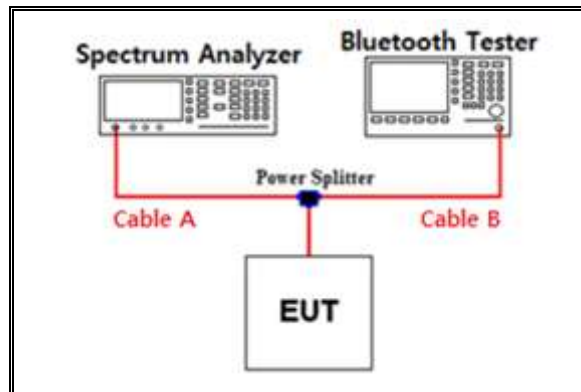 Spectrum Analyzer
Bluetooth Tester
Power Splitter
Cable A
Cable B
EUT